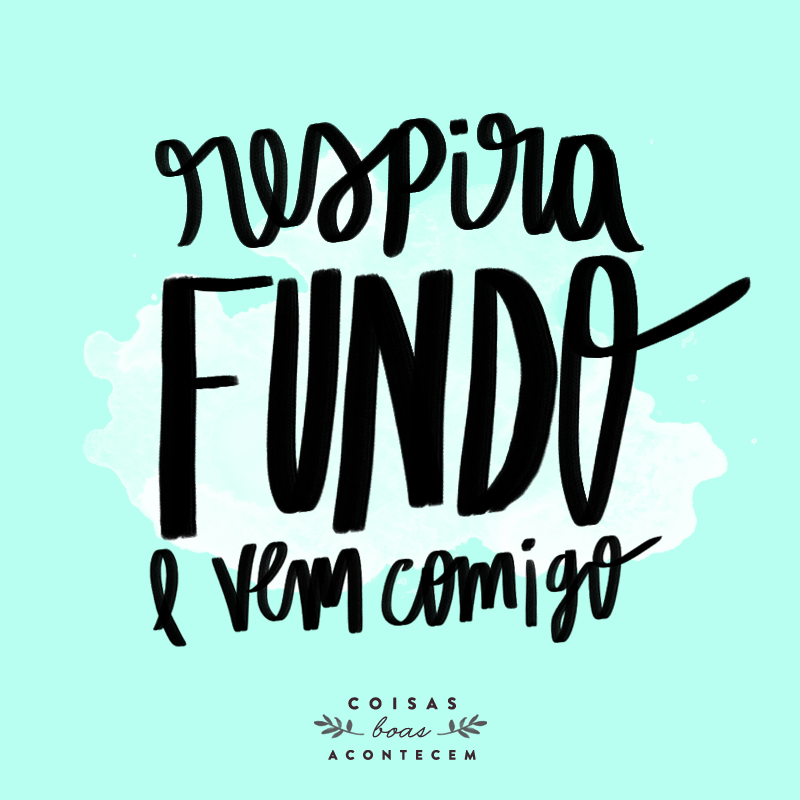 respira
FUNDO
e vem comigo
COISAS
boas
ACONTECEM